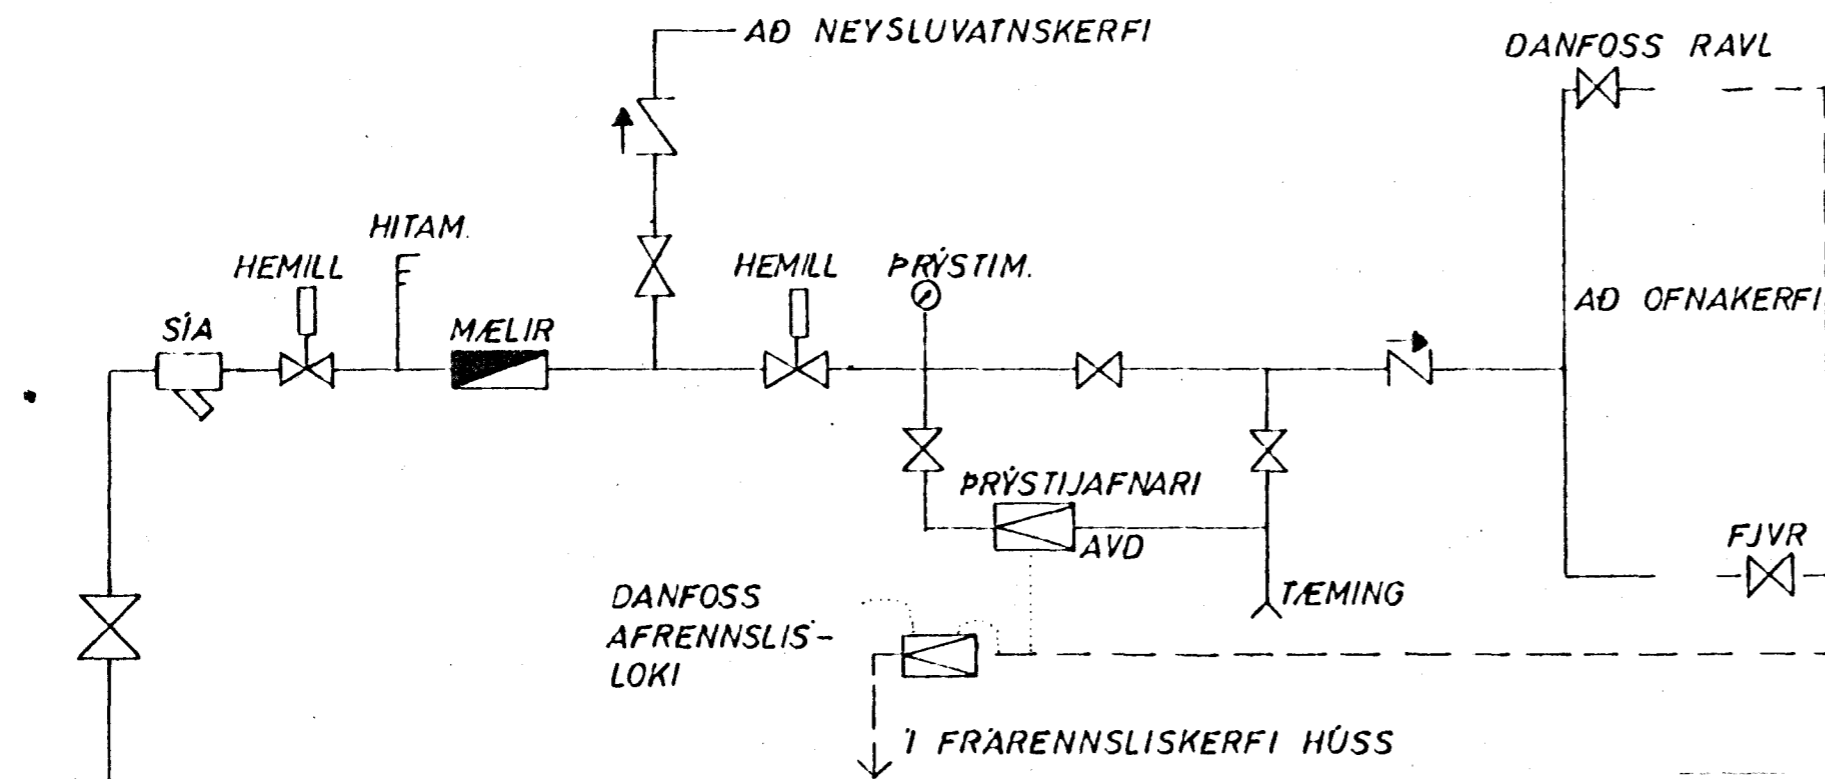 AÐ NEYSLUVATNSKERFI
DANFOSS RAVL
HITAM.
HEMILL
HEMILL
ÞRÝSTIM.
AÐ OFNAKERFI
SÍA
MÆLIR
ÞRÝSTIJAFNARI
AVD
FJVR
DANFOSS
AFRENNSLIS-
LOKI
TÆMING
Í FRÁRENNSLISKERFI HÚSS